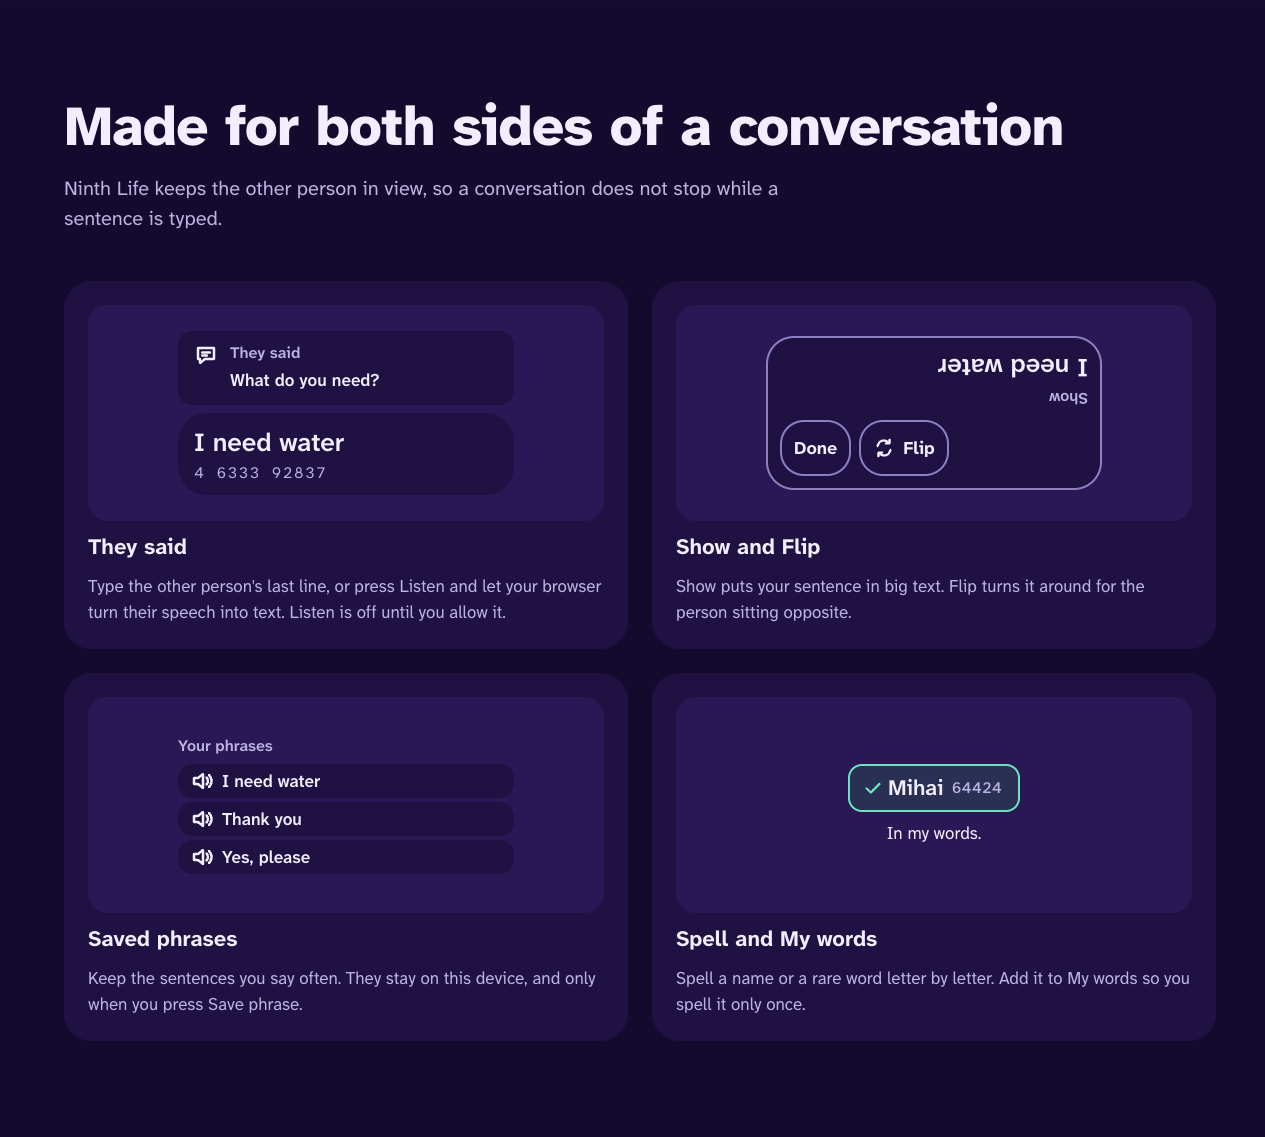 Made for both sides of a conversation
Ninth Life keeps the other person in view, so a conversation does not stop while a
sentence is typed.
They said
What do you need?
I need water
4 6333 92837
They said
Type the other person's last line, or press Listen and let your browser
turn their speech into text. Listen is off until you allow it.
I need water
Show
Done
Flip
Show and Flip
Show puts your sentence in big text. Flip turns it around for the
person sitting opposite.
Your phrases
I need water
Thank you
Yes, please
Saved phrases
Keep the sentences you say often. They stay on this device, and only
when you press Save phrase.
Mihai 64424
In my words.
Spell and My words
Spell a name or a rare word letter by letter. Add it to My words so you
spell it only once.